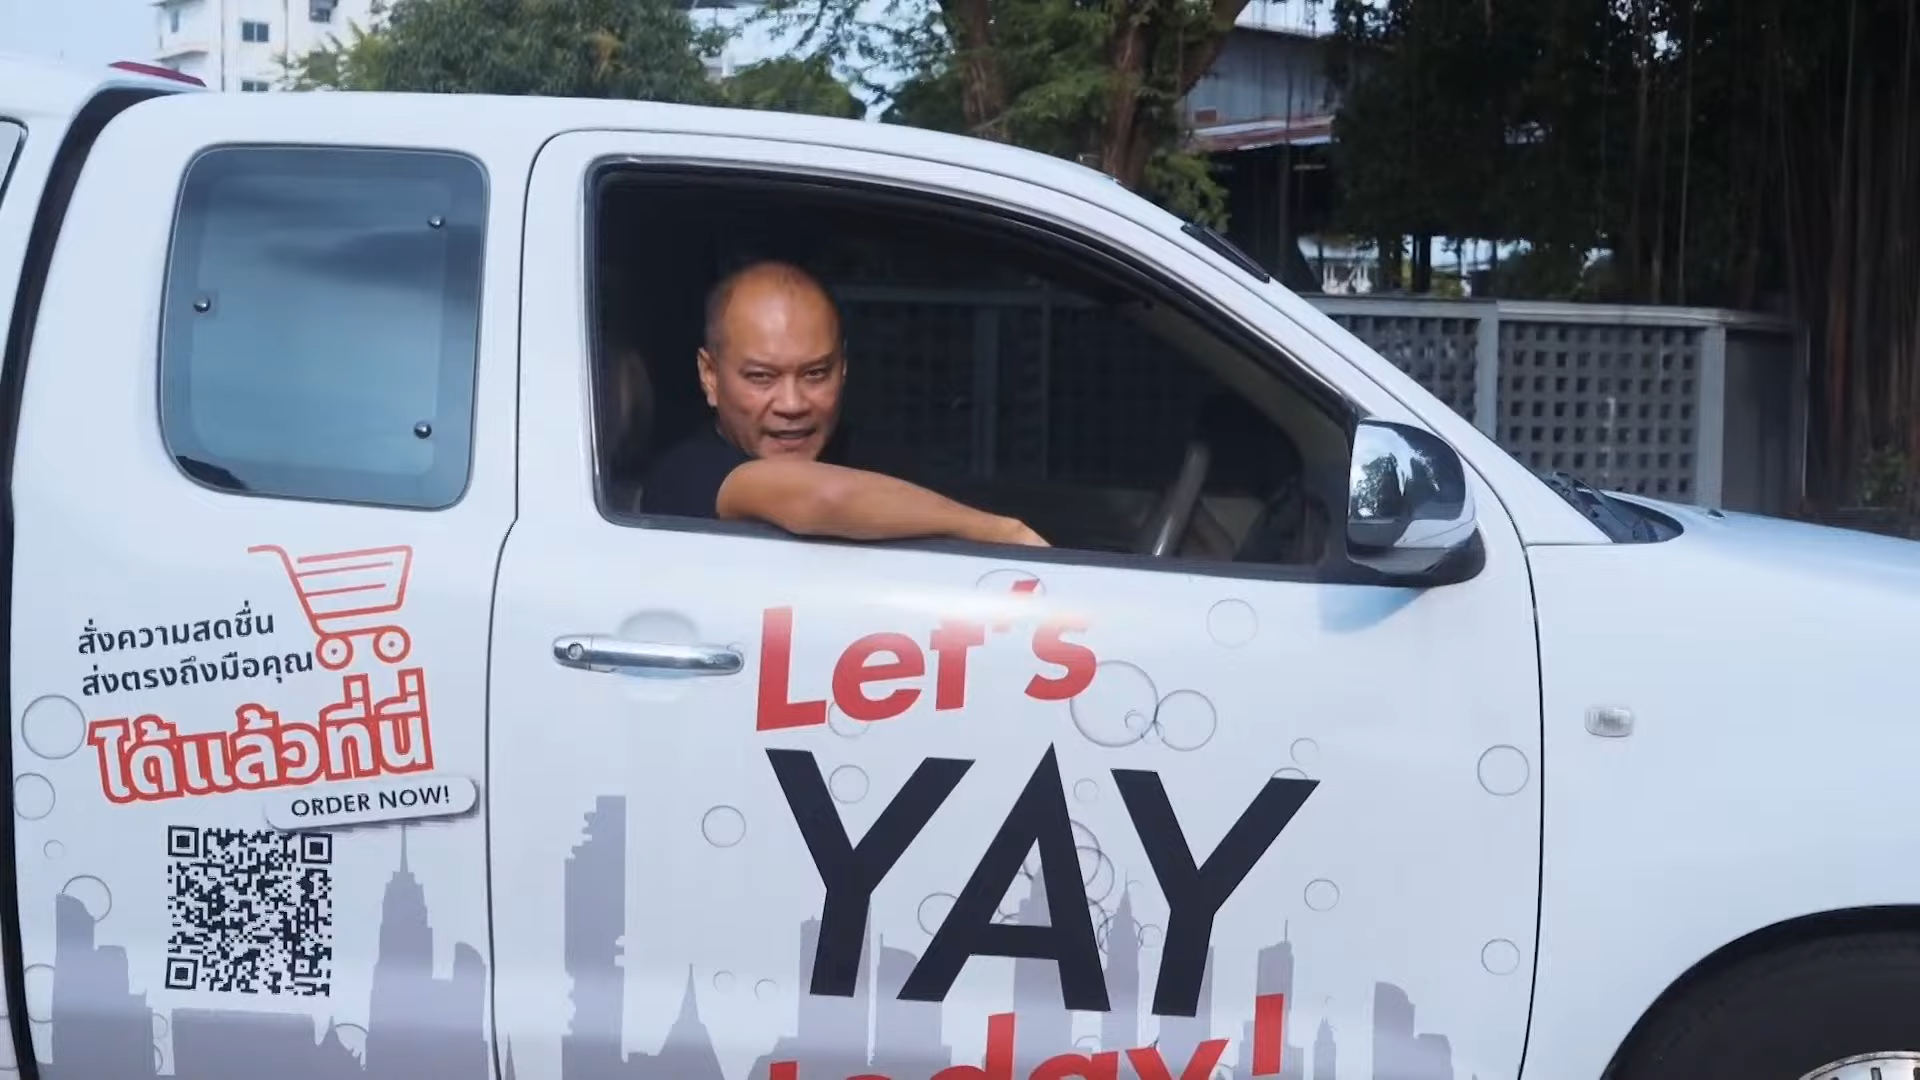 สั่งความสดชื่น
ส่งตรงถึงมือคุณ
ได้แล้วที่นี่
ORDER NOW!
Let's
YAY
today!